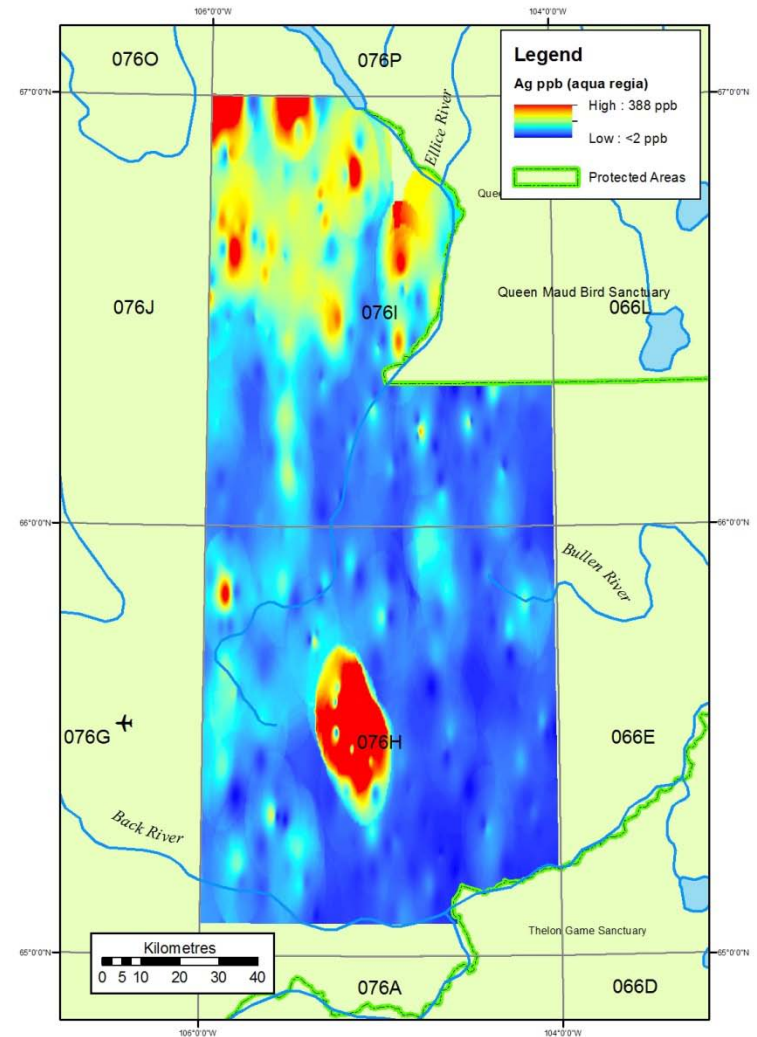 106°0'0"W
104°0'0"W
076O
076P
67°0'0"N
67°0'0"N
Legend
Ag ppb (aqua regia)
High : 388 ppb
Low : <2 ppb
Protected Areas
Ellice River
Que
Queen Maud Bird Sanctuary
076J
076I
066L
66°0'0"N
66°0'0"N
Bullen River
076G
076H
066E
Back River
Thelon Game Sanctuary
Kilometres
0 5 10 20 30 40
65°0'0"N
65°0'0"N
076A
066D
106°0'0"W
104°0'0"W